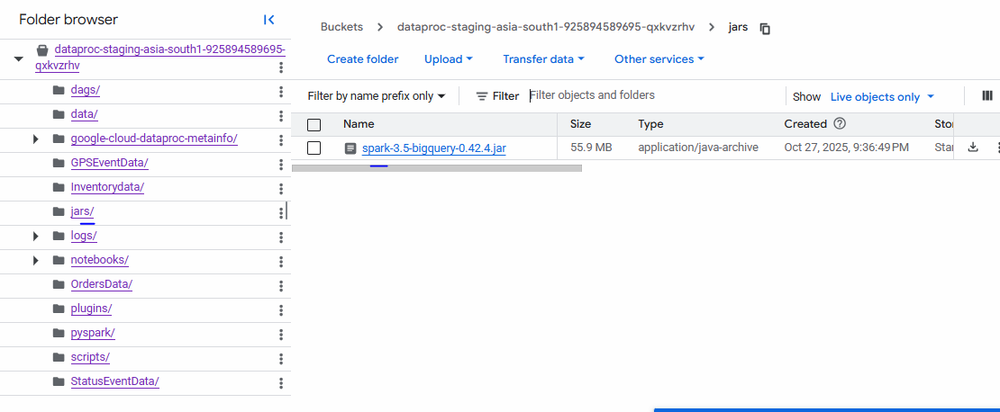 Folder browser
dataproc-staging-asia-south1-925894589695-
qxkvzrhv
dags/
data/
google-cloud-dataproc-metainfo/
GPSEventData/
Inventorydata/
jars/
logs/
notebooks/
OrdersData/
plugins/
pyspark/
scripts/
StatusEventData/
Buckets > dataproc-staging-asia-south1-925894589695-qxkvzrhv > jars
Create folder Upload Transfer data Other services
Filter by name prefix only Filter Filter objects and folders Show Live objects only
Name Size Type Created Stor
spark-3.5-bigquery-0.42.4.jar 55.9 MB application/java-archive Oct 27, 2025, 9:36:49 PM Star